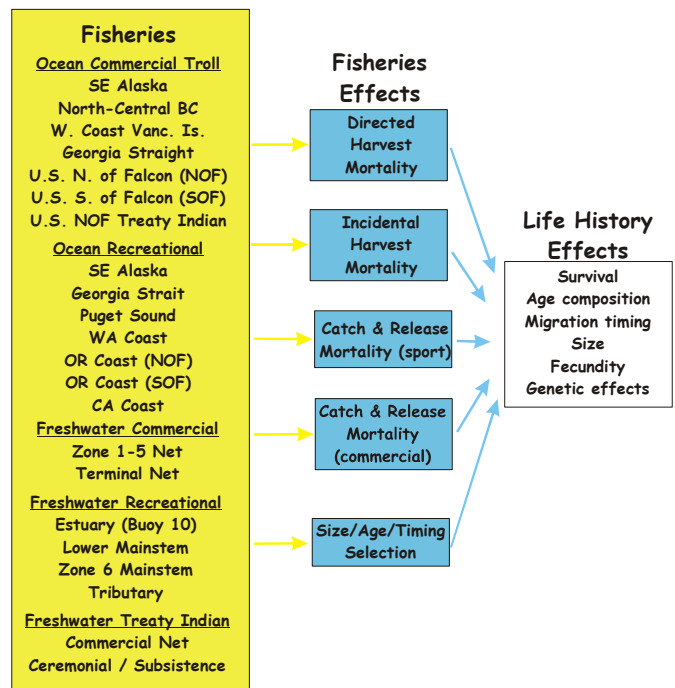 Fisheries
Ocean Commercial Troll
SE Alaska
North-Central BC
W. Coast Vanc. Is.
Georgia Straight
U.S. N. of Falcon (NOF)
U.S. S. of Falcon (SOF)
U.S. NOF Treaty Indian
Ocean Recreational
SE Alaska
Georgia Strait
Puget Sound
WA Coast
OR Coast (NOF)
OR Coast (SOF)
CA Coast
Freshwater Commercial
Zone 1-5 Net
Terminal Net
Freshwater Recreational
Estuary (Buoy 10)
Lower Mainstem
Zone 6 Mainstem
Tributary
Freshwater Treaty Indian
Commercial Net
Ceremonial / Subsistence
Fisheries
Effects
Directed
Harvest
Mortality
Incidental
Harvest
Mortality
Catch & Release
Mortality (sport)
Catch & Release
Mortality
(commercial)
Size/Age/Timing
Selection
Life History
Effects
Survival
Age composition
Migration timing
Size
Fecundity
Genetic effects